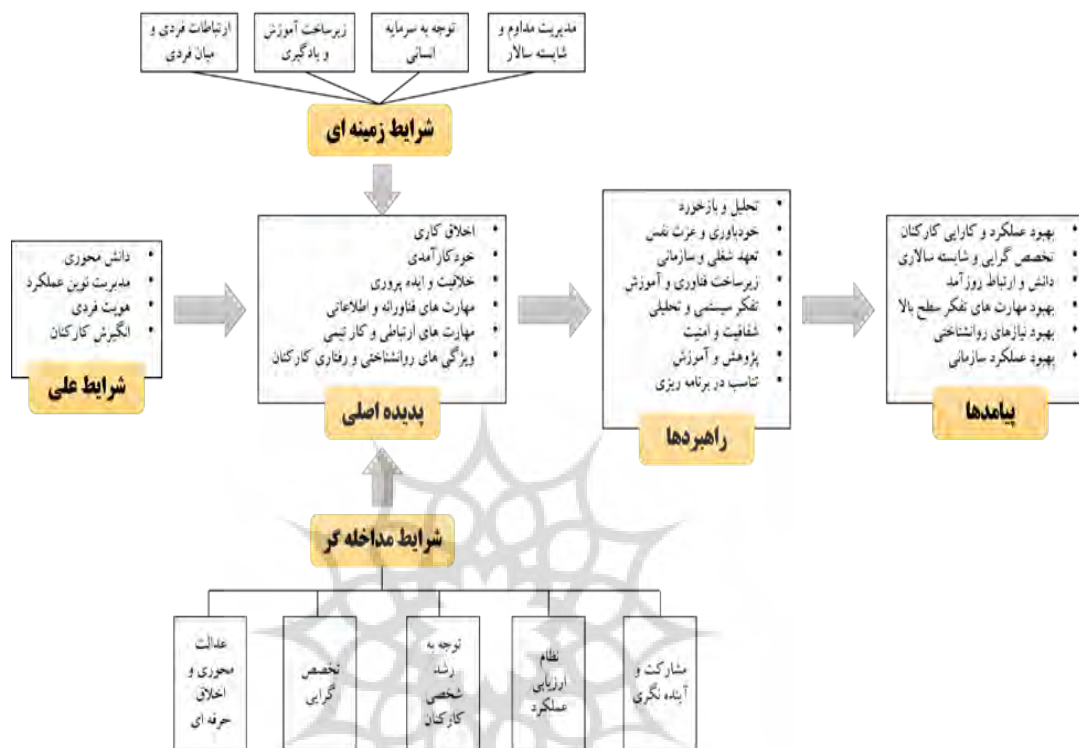 مدیریت مداوم و
شایسته سالار
توجه به سرمایه
انسانی
زیرساخت آموزش
و یادگیری
ارتباطات فردی و
میان فردی
شرایط زمینه ای
دانش محوری
مدیریت نوین عملکرد
هویت فردی
انگیزش کارکنان
شرایط علی
اخلاق کاری
خودکارآمدی
خلاقیت و ایده پروری
مهارت های فناورانه و اطلاعاتی
مهارت های ارتباطی و کار تیمی
ویژگی های روانشناختی و رفتاری کارکنان
پدیده اصلی
تحلیل و بازخورد
خودباوری و عزت نفس
تعهد شغلی و سازمانی
زیرساخت فناوری و آموزش
تفکر سیستمی و تحلیلی
شفافیت و امنیت
پژوهش و آموزش
تناسب در برنامه ریزی
راهبردها
بهبود عملکرد و کارایی کارکنان
تخصص گرایی و شایسته سالاری
دانش و ارتباط روزآمد
بهبود مهارت های تفکر سطح بالا
بهبود نیازهای روانشناختی
بهبود عملکرد سازمانی
پیامدها
شرایط مداخله گر
مشارکت و
آینده نگری
نظام
ارزیابی
عملکرد
توجه به
رشد
شخصی
کارکنان
تخصص
گرایی
عدالت
محوری و
اخلاق
حرفه ای